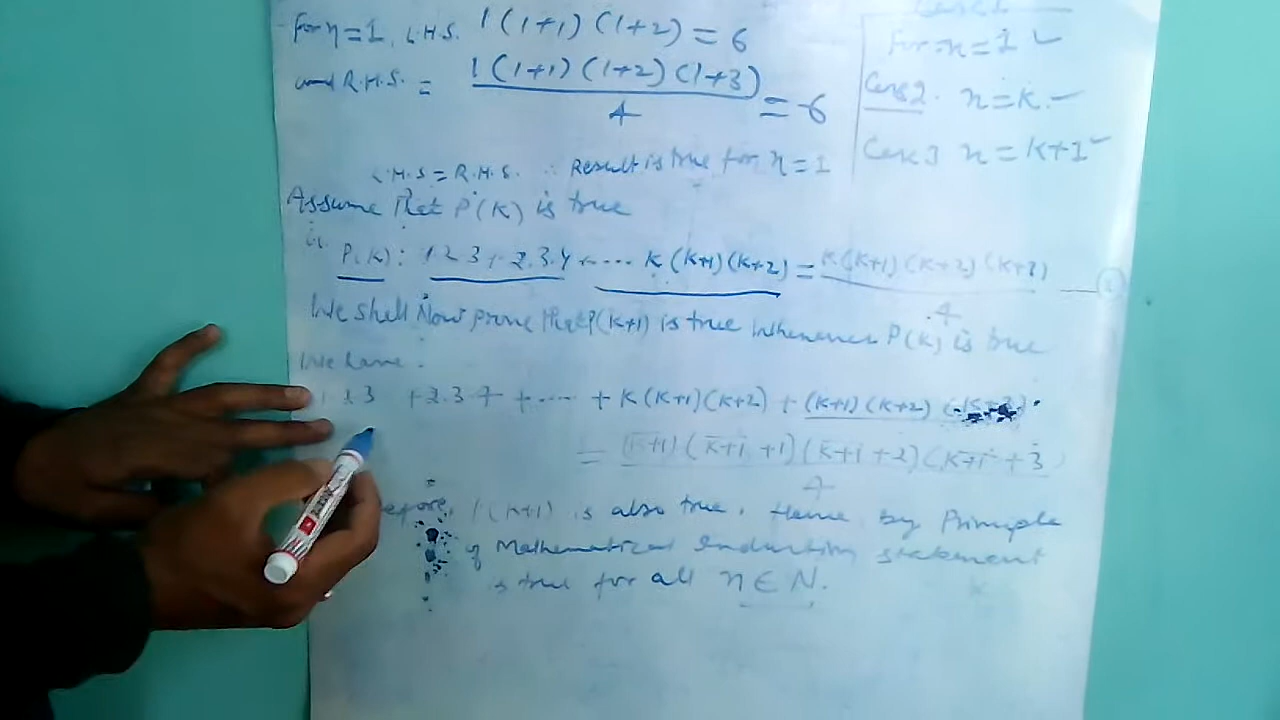 For n=1, L.H.S. 1(1+1)(1+2) = 6
and R.H.S. = 1(1+1)(1+2)(1+3) / 4 = 6
L.H.S = R.H.S. ∴ Result is true for n=1
For n=1
Case 2. n=K.
Case 3 n=K+1
Assume that P(K) is true
P(K): 1.2.3+2.3.4+.... K(K+1)(K+2) = K(K+1)(K+2)(K+3) / 4
We shall Now prove that P(K+1) is true Whenever P(K) is true
We have.
1 2 3 +2.3 4 + .... + K(K+1)(K+2) + (K+1)(K+2)(K+3)
= (K+1)(K+1+1)(K+1+2)(K+1+3) / 4
P(K+1) is also true. Hence by Principle
of Mathematical Induction statement
is true for all n∈N.